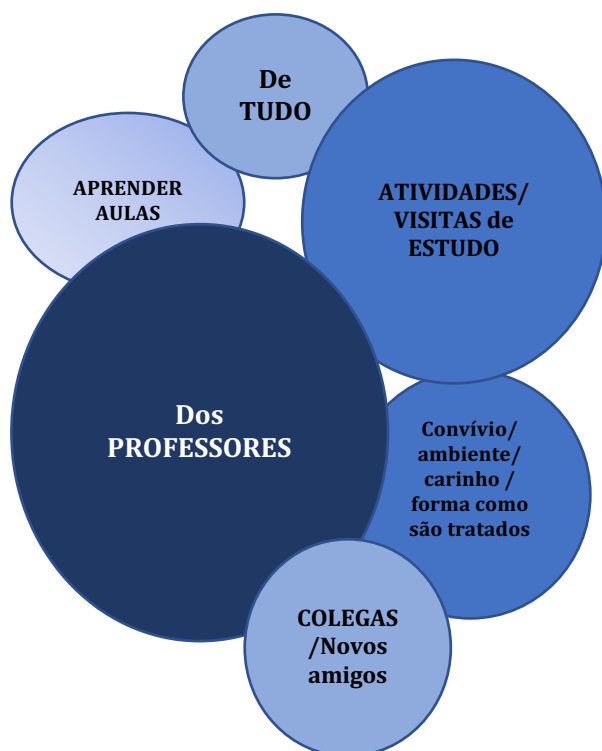 De
TUDO
APRENDER
AULAS
ATIVIDADES/
VISITAS de
ESTUDO
Dos
PROFESSORES
Convívio/
ambiente/
carinho /
forma como
são tratados
COLEGAS
/Novos
amigos